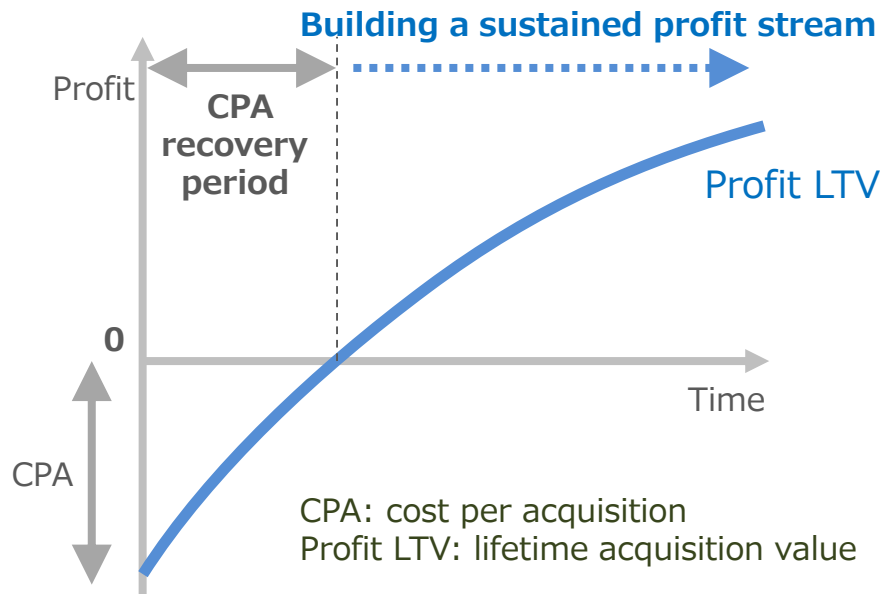 Building a sustained profit stream
Profit
CPA
recovery
period
Profit LTV
0
Time
CPA
CPA: cost per acquisition
Profit LTV: lifetime acquisition value